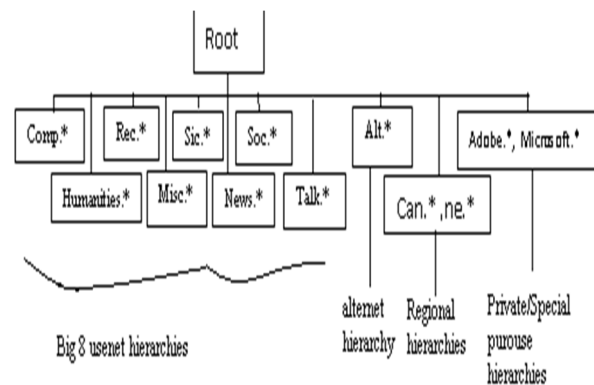 Root
Comp.*
Rec.*
Sic.*
Soc.*
Alt.*
Adobe.*, Microsoft.*
Humanities.*
Misc.*
News.*
Talk.*
Can.* ,ne.*
Big 8 usenet hierarchies
alternet
hierarchy
Regional
hierarchies
Private/Special
purouse
hierarchies